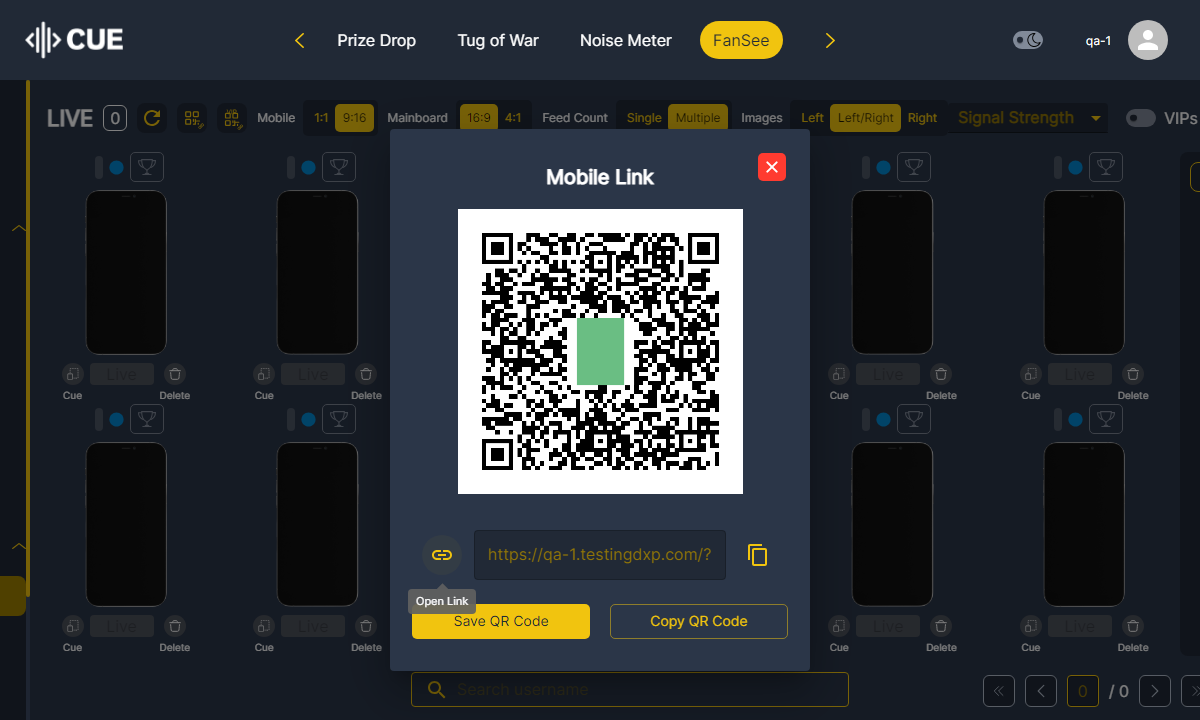 CUE
Prize Drop
Tug of War
Noise Meter
FanSee
qa-1
LIVE 0
Mobile 1:1 9:16
Mainboard 16:9 4:1
Feed Count Single Multiple
Images Left Left/Right Right
Signal Strength
VIPs
Mobile Link
Live Live Live Live
Cue Delete Cue Delete Cue Delete Cue Delete
https://qa-1.testingdxp.com/?
Open Link
Save QR Code
Copy QR Code
Live Live Live Live
Cue Delete Cue Delete Cue Delete Cue Delete
Search username
0 / 0